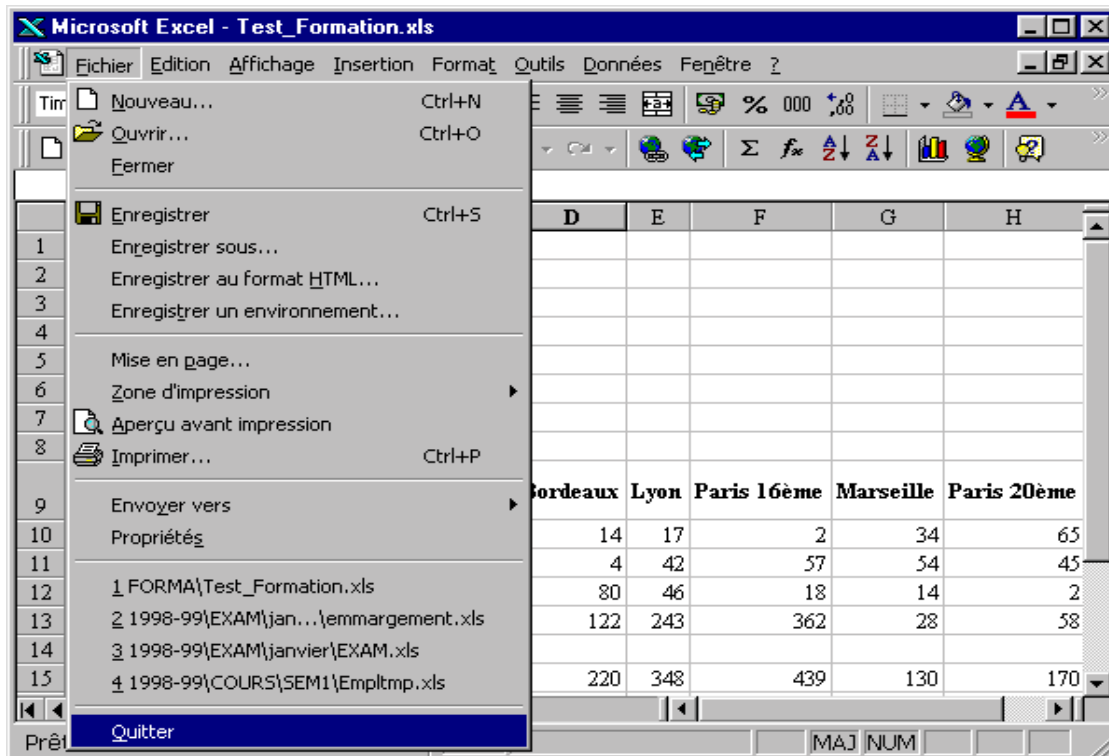 Microsoft Excel - Test_Formation.xls
Fichier Edition Affichage Insertion Format Outils Données Fenêtre ?
Nouveau... Ctrl+N
% 000
Ouvrir... Ctrl+O
Σ
Fermer
Enregistrer Ctrl+S
D E F G H
Enregistrer sous...
1
Enregistrer au format HTML...
2
Enregistrer un environnement...
3
4
Mise en page...
5
Zone d'impression
6
Aperçu avant impression
7
Imprimer... Ctrl+P
8
Lyon Paris 16ème Marseille Paris 20ème
9
Envoyer vers
10 14 17 2 34 65
Propriétés
11 4 42 57 54 45
1 FORMA\Test_Formation.xls
12 80 46 18 14 2
2 1998-99\EXAM\jan...\emmargement.xls
13 122 243 362 28 58
3 1998-99\EXAM\janvier\EXAM.xls
14
4 1998-99\COURS\SEM1\Empltmp.xls
15 220 348 439 130 170
Quitter
MAJ NUM